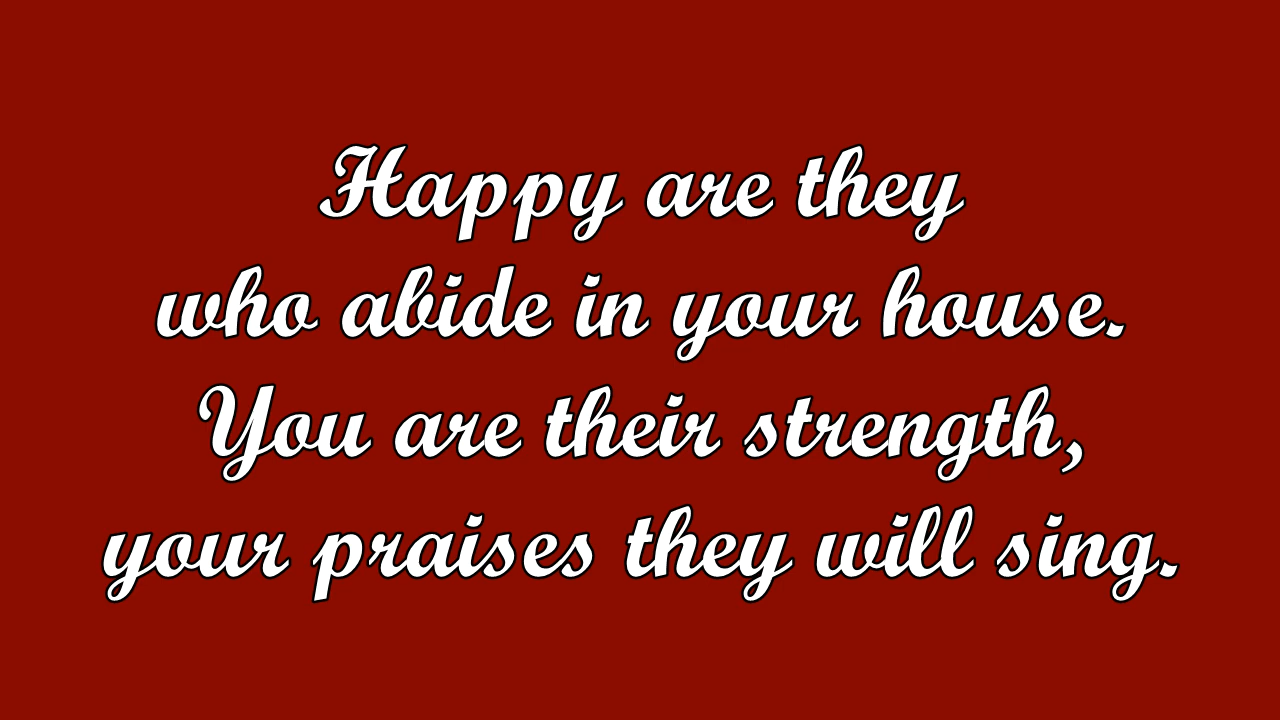 Happy are they
who abide in your house.
You are their strength,
your praises they will sing.